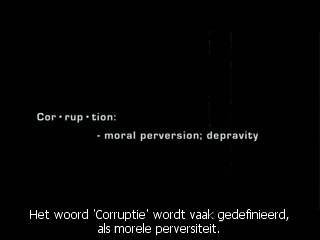 Cor·rup·tion:
- moral perversion; depravity
Het woord 'Corruptie' wordt vaak gedefinieerd,
als morele perversiteit.